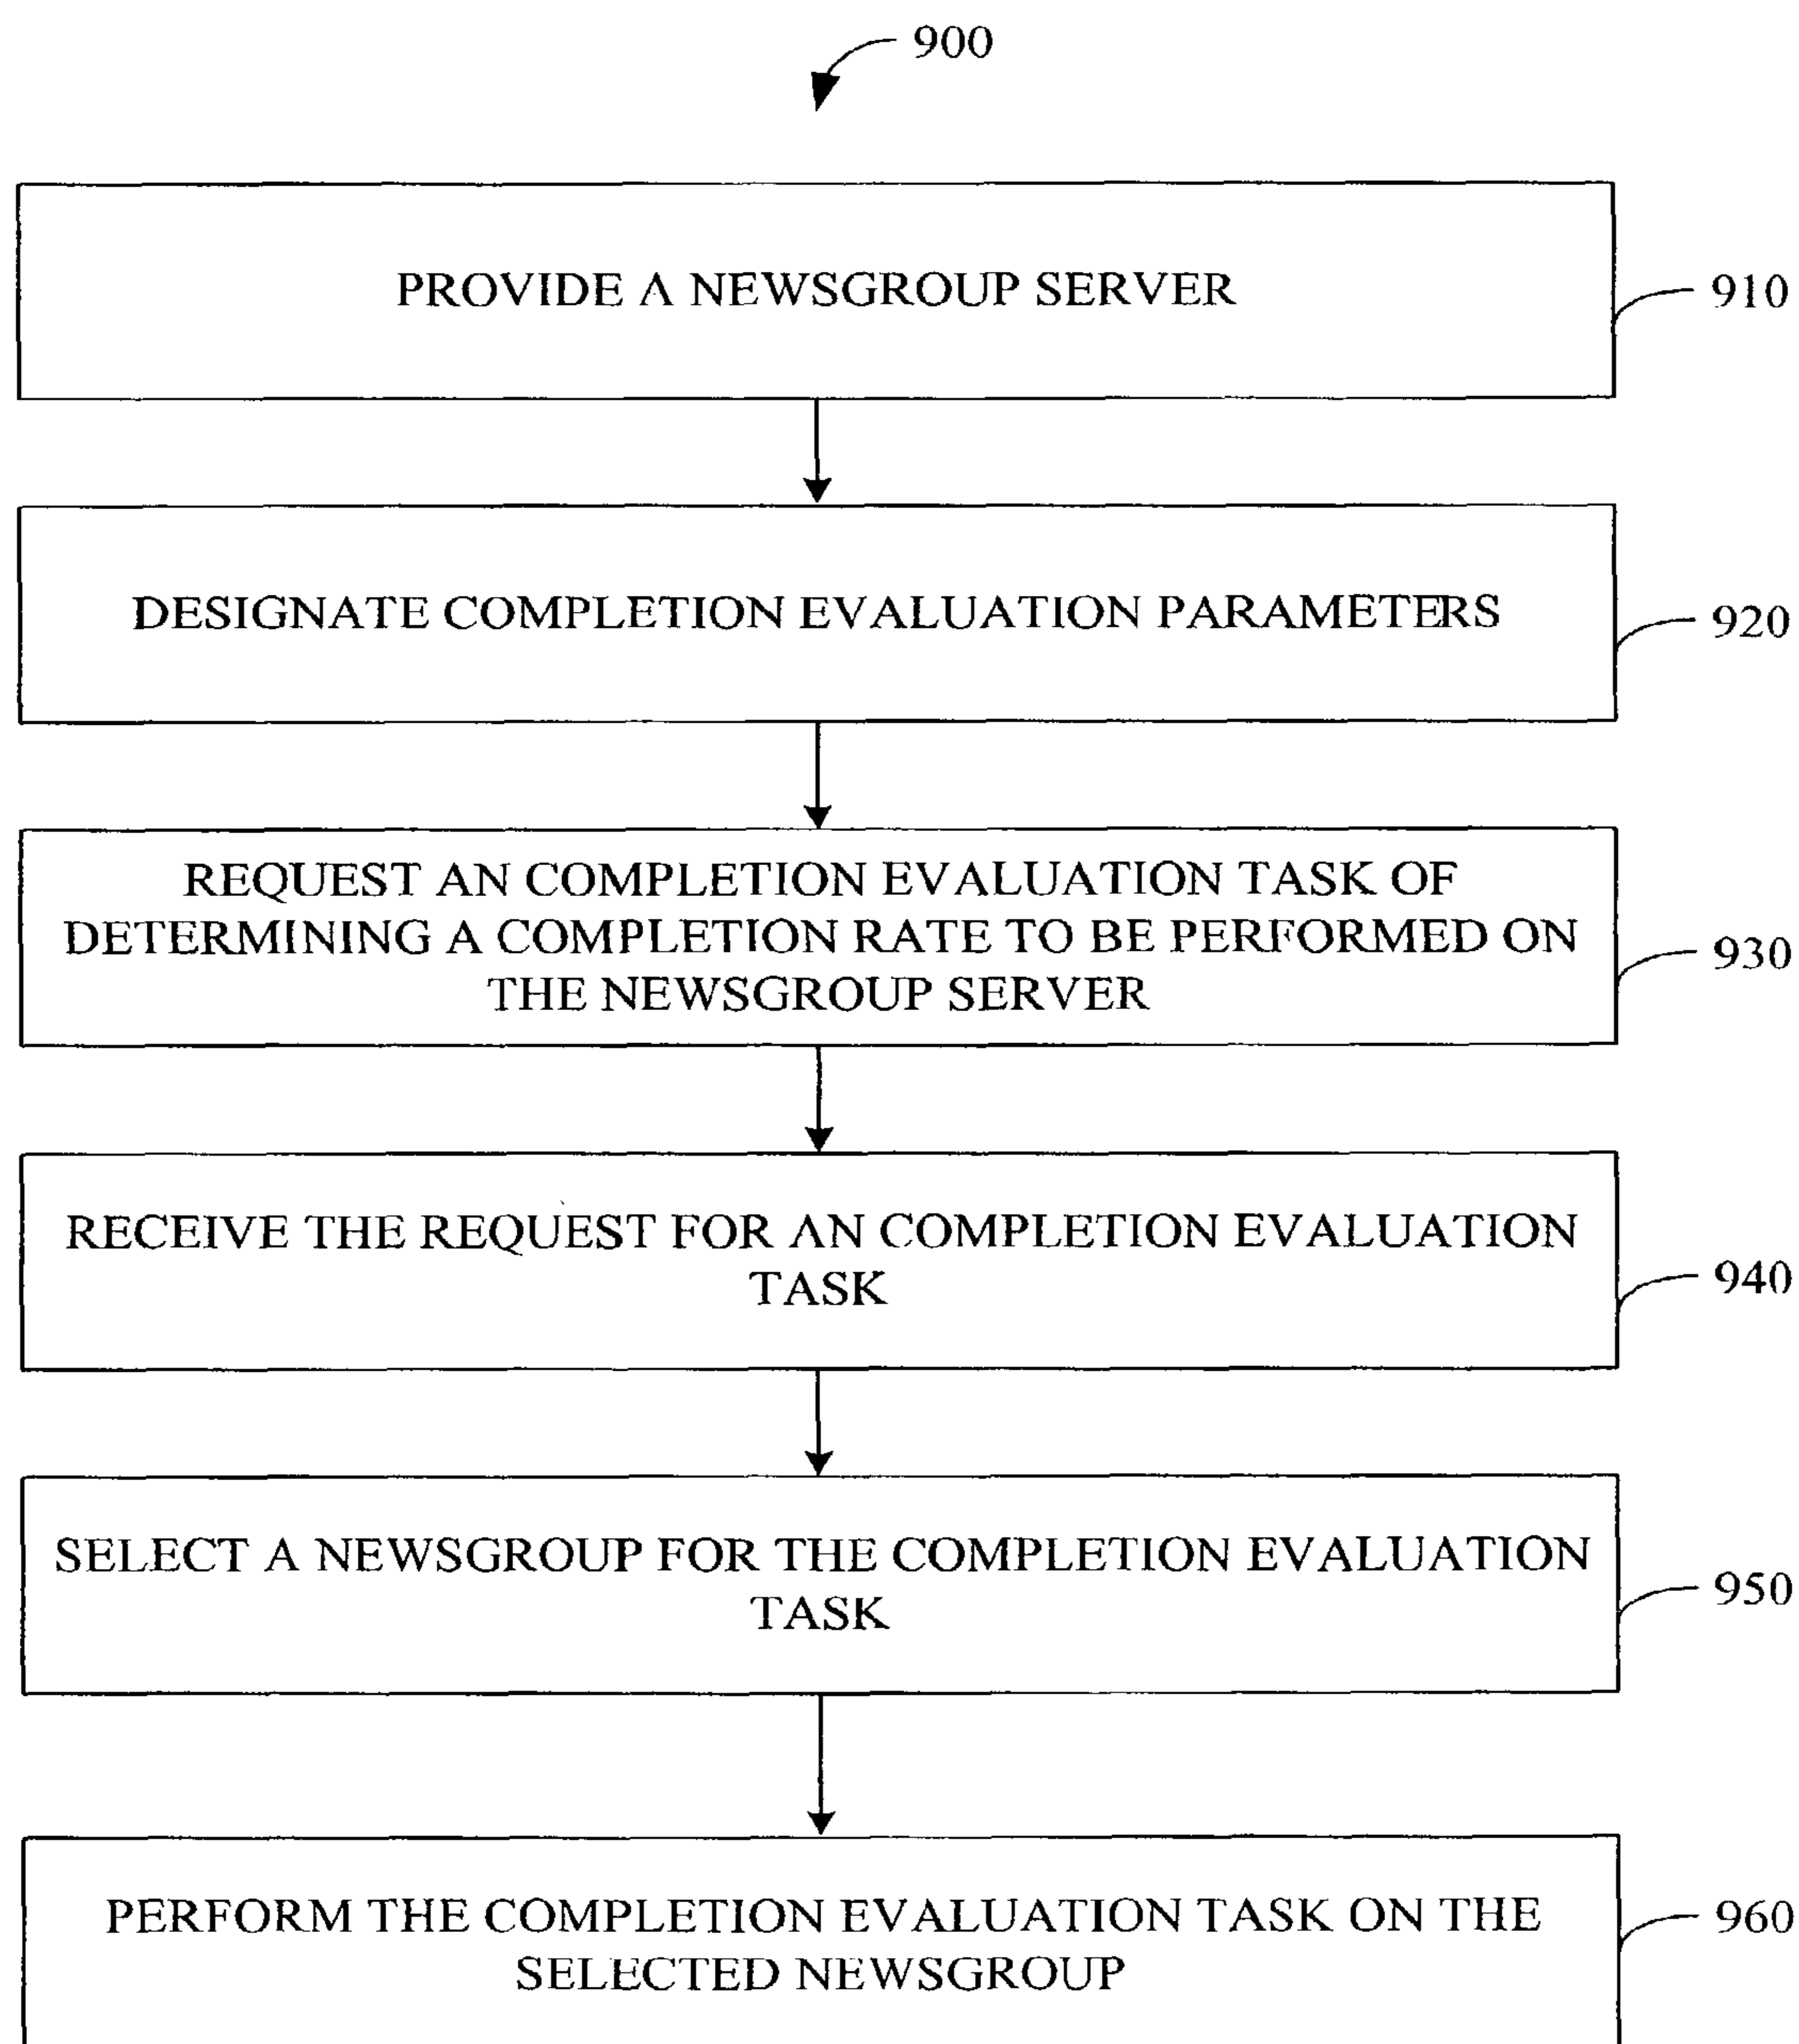 900
PROVIDE A NEWSGROUP SERVER
910
DESIGNATE COMPLETION EVALUATION PARAMETERS
920
REQUEST AN COMPLETION EVALUATION TASK OF
DETERMINING A COMPLETION RATE TO BE PERFORMED ON
THE NEWSGROUP SERVER
930
RECEIVE THE REQUEST FOR AN COMPLETION EVALUATION
TASK
940
SELECT A NEWSGROUP FOR THE COMPLETION EVALUATION
TASK
950
PERFORM THE COMPLETION EVALUATION TASK ON THE
SELECTED NEWSGROUP
960